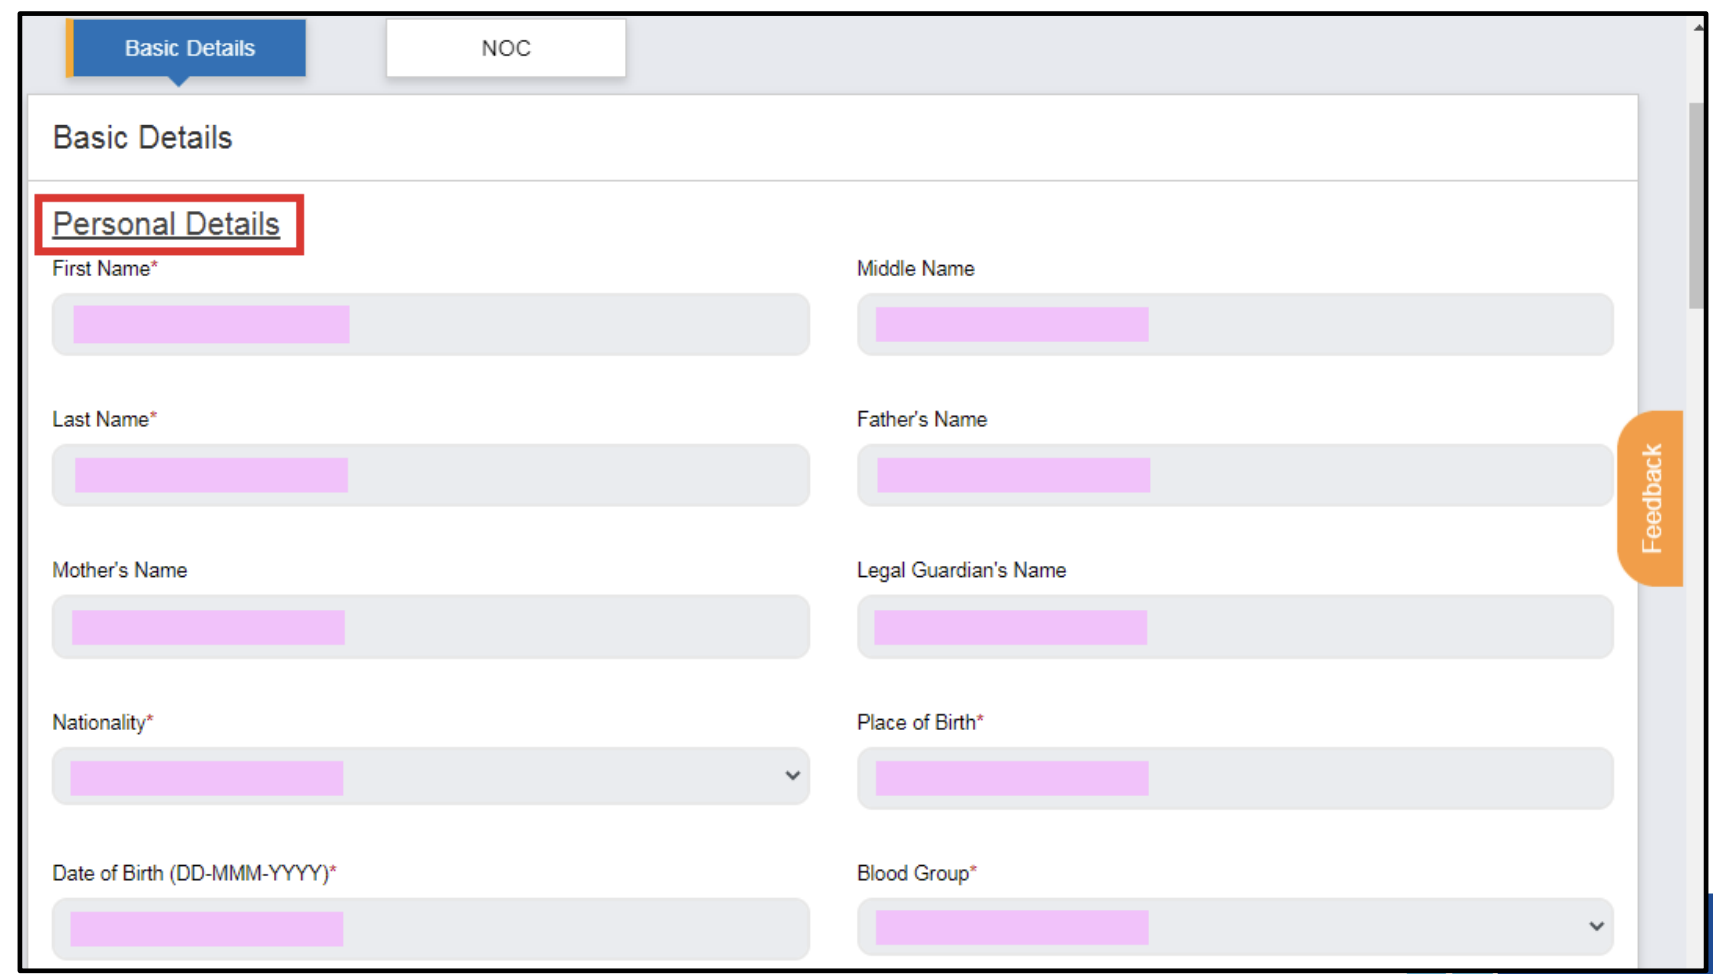 Basic Details
NOC
Basic Details
Personal Details
First Name*
Middle Name
Last Name*
Father's Name
Mother's Name
Legal Guardian's Name
Nationality*
Place of Birth*
Date of Birth (DD-MMM-YYYY)*
Blood Group*
Feedback